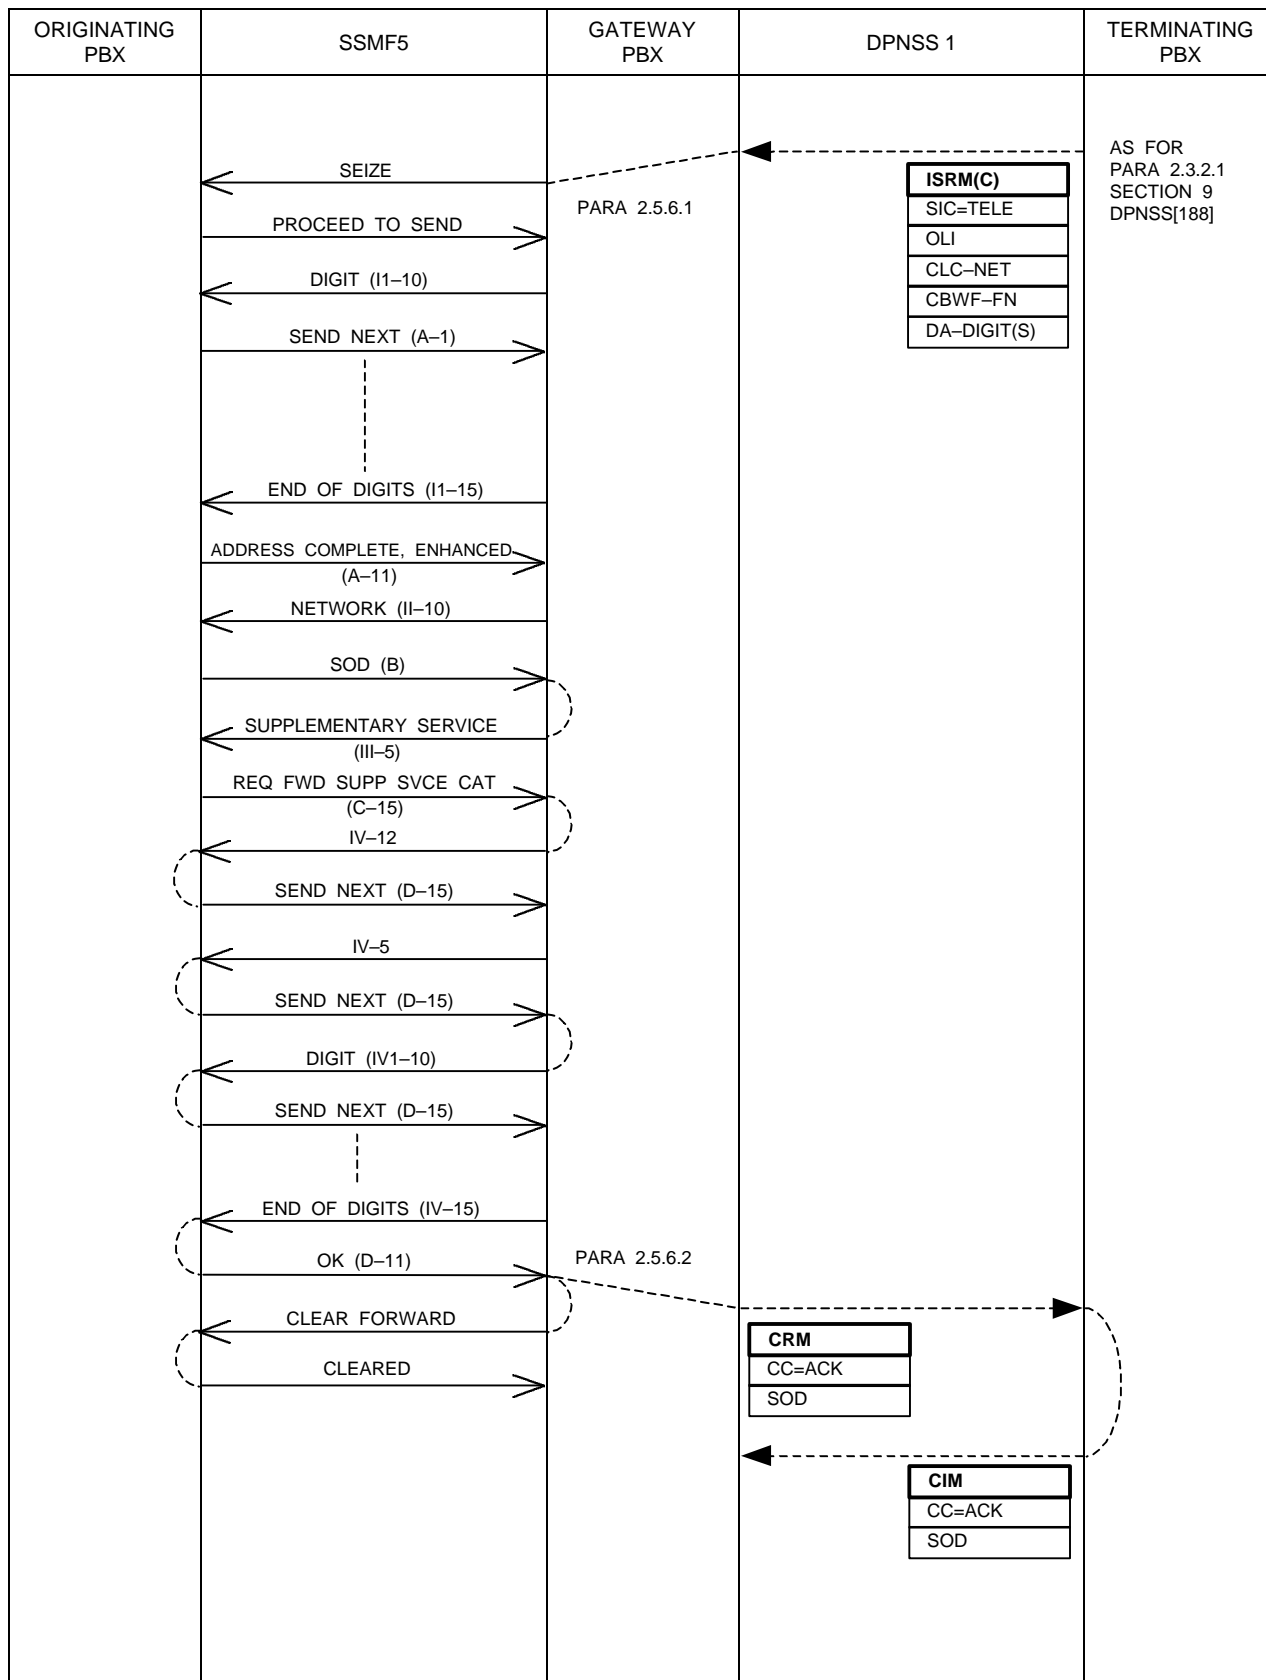 ORIGINATING
PBX
SSMF5
GATEWAY
PBX
DPNSS 1
TERMINATING
PBX
AS FOR
PARA 2.3.2.1
SECTION 9
DPNSS[188]
SEIZE
ISRM(C)
SIC=TELE
OLI
CLC–NET
CBWF–FN
DA–DIGIT(S)
PARA 2.5.6.1
PROCEED TO SEND
DIGIT (I1–10)
SEND NEXT (A–1)
END OF DIGITS (I1–15)
ADDRESS COMPLETE, ENHANCED
(A–11)
NETWORK (II–10)
SOD (B)
SUPPLEMENTARY SERVICE
(III–5)
REQ FWD SUPP SVCE CAT
(C–15)
IV–12
SEND NEXT (D–15)
IV–5
SEND NEXT (D–15)
DIGIT (IV1–10)
SEND NEXT (D–15)
END OF DIGITS (IV–15)
OK (D–11)
PARA 2.5.6.2
CLEAR FORWARD
CLEARED
CRM
CC=ACK
SOD
CIM
CC=ACK
SOD